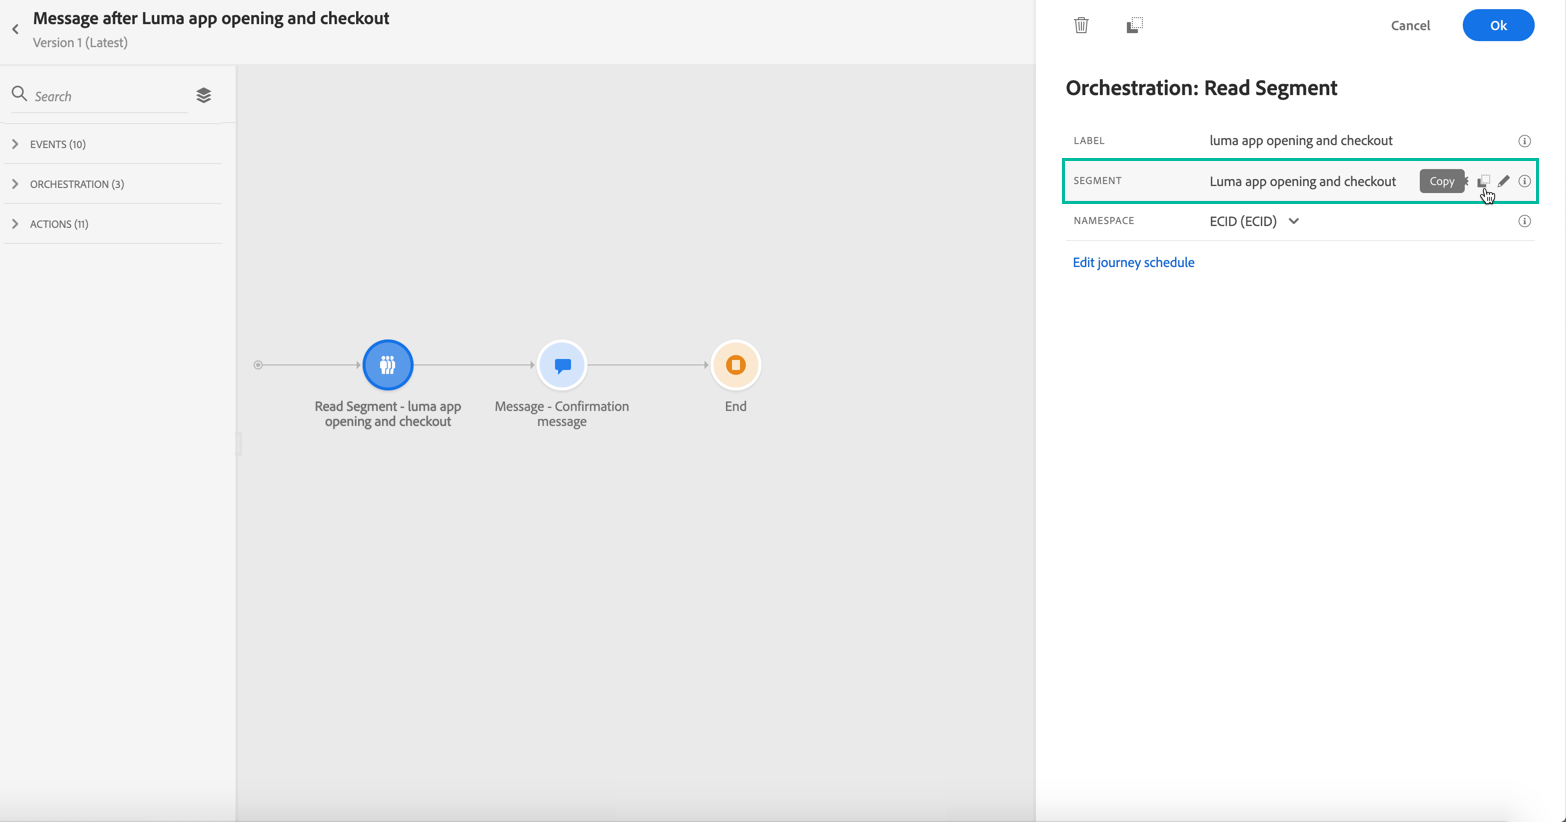 Message after Luma app opening and checkout
Version 1 (Latest)
Search
EVENTS (10)
ORCHESTRATION (3)
ACTIONS (11)
Read Segment - luma app
opening and checkout
Message - Confirmation
message
End
Cancel
Ok
Orchestration: Read Segment
LABEL luma app opening and checkout
SEGMENT Luma app opening and checkout Copy
NAMESPACE ECID (ECID)
Edit journey schedule